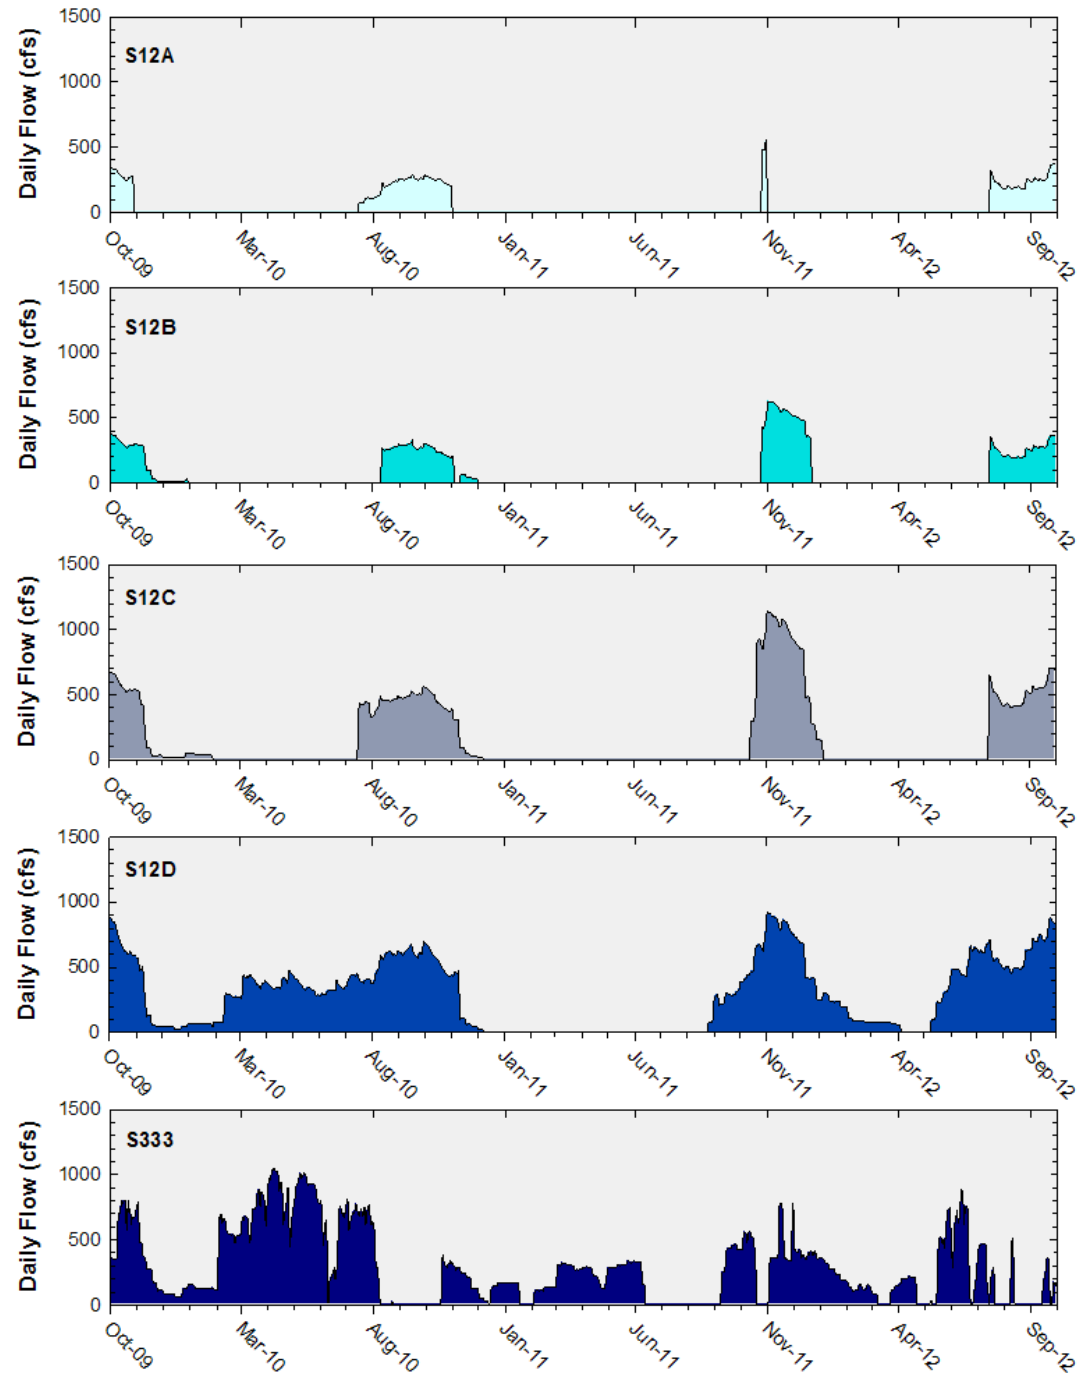 Daily Flow (cfs)
1500
1000
500
0
S12A
Oct-09
Mar-10
Aug-10
Jan-11
Jun-11
Nov-11
Apr-12
Sep-12
Daily Flow (cfs)
1500
1000
500
0
S12B
Oct-09
Mar-10
Aug-10
Jan-11
Jun-11
Nov-11
Apr-12
Sep-12
Daily Flow (cfs)
1500
1000
500
0
S12C
Oct-09
Mar-10
Aug-10
Jan-11
Jun-11
Nov-11
Apr-12
Sep-12
Daily Flow (cfs)
1500
1000
500
0
S12D
Oct-09
Mar-10
Aug-10
Jan-11
Jun-11
Nov-11
Apr-12
Sep-12
Daily Flow (cfs)
1500
1000
500
0
S333
Oct-09
Mar-10
Aug-10
Jan-11
Jun-11
Nov-11
Apr-12
Sep-12